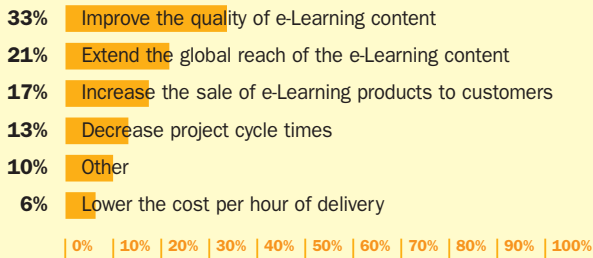 33% Improve the quality of e-Learning content
21% Extend the global reach of the e-Learning content
17% Increase the sale of e-Learning products to customers
13% Decrease project cycle times
10% Other
6% Lower the cost per hour of delivery
0% 10% 20% 30% 40% 50% 60% 70% 80% 90% 100%